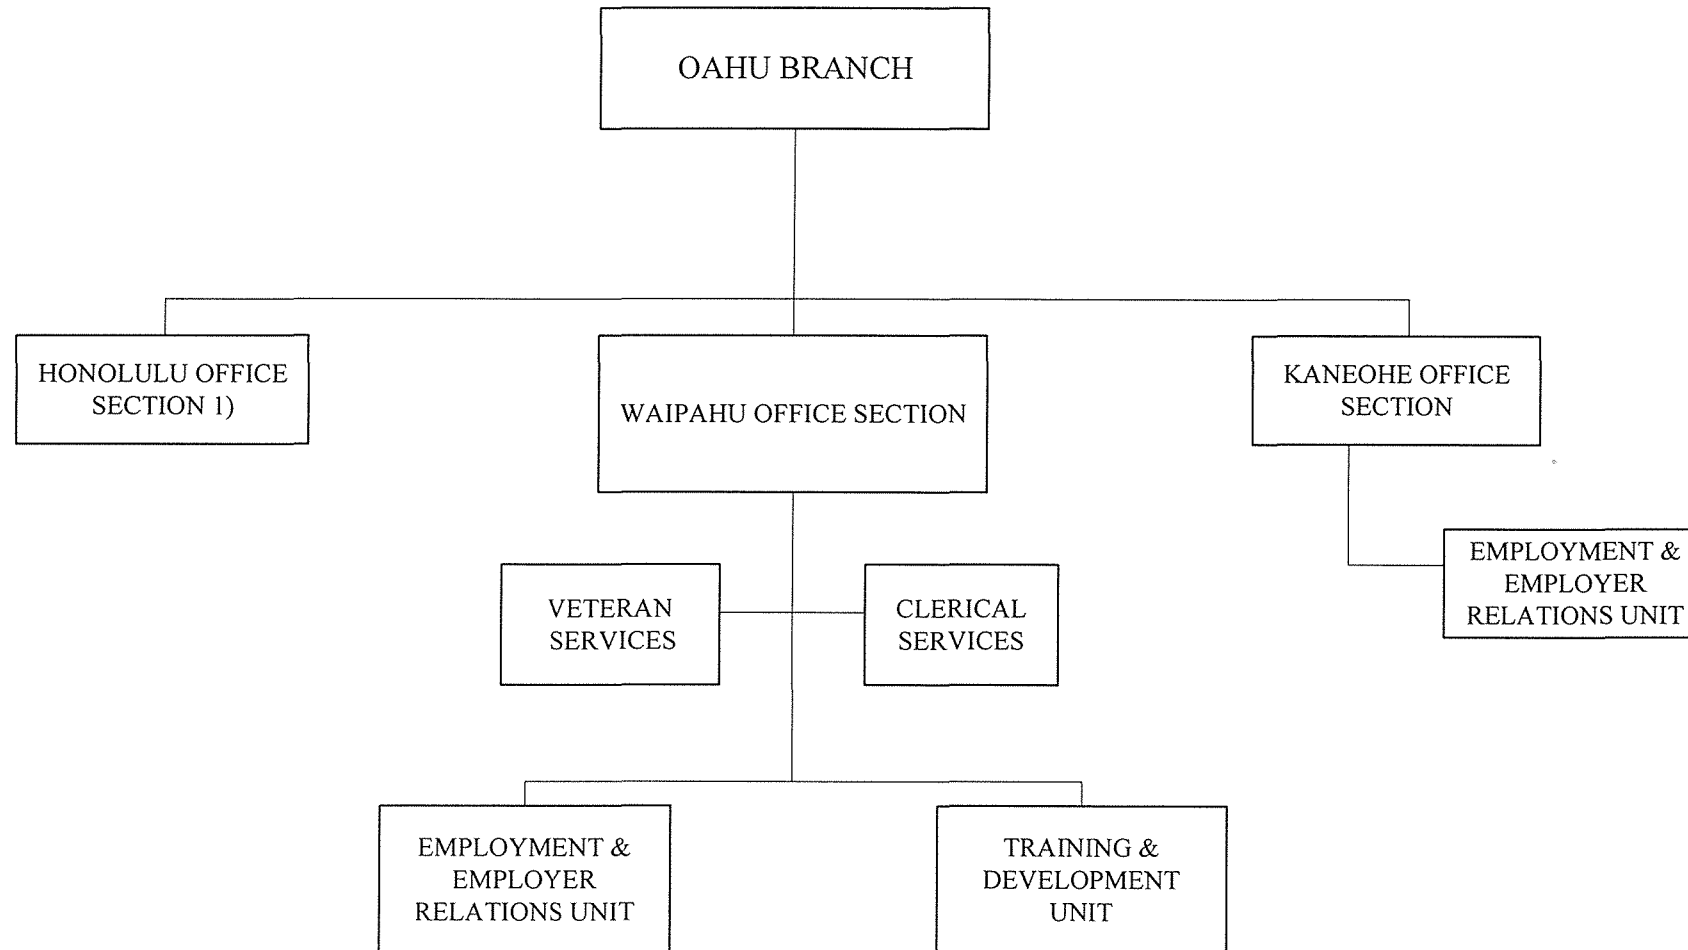 OAHU BRANCH
HONOLULU OFFICE
SECTION 1)
WAIPAHU OFFICE SECTION
KANEOHE OFFICE
SECTION
VETERAN
SERVICES
CLERICAL
SERVICES
EMPLOYMENT &
EMPLOYER
RELATIONS UNIT
EMPLOYMENT &
EMPLOYER
RELATIONS UNIT
TRAINING &
DEVELOPMENT
UNIT